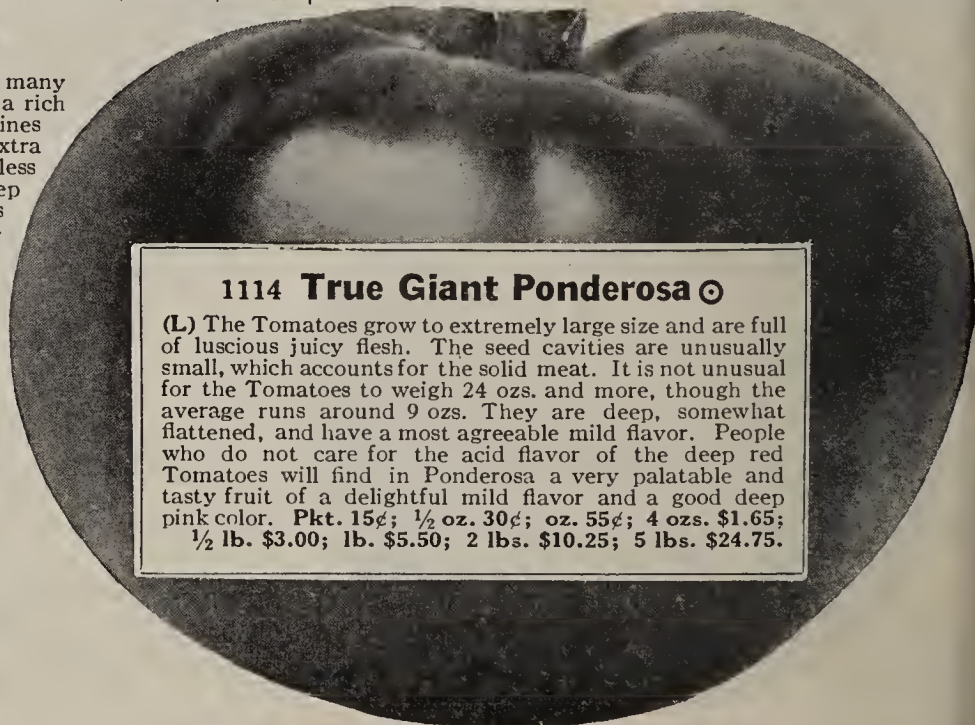 many
a rich
ines
xtra
less
ep
s
1114 True Giant Ponderosa ⊙
(L) The Tomatoes grow to extremely large size and are full
of luscious juicy flesh. The seed cavities are unusually
small, which accounts for the solid meat. It is not unusual
for the Tomatoes to weigh 24 ozs. and more, though the
average runs around 9 ozs. They are deep, somewhat
flattened, and have a most agreeable mild flavor. People
who do not care for the acid flavor of the deep red
Tomatoes will find in Ponderosa a very palatable and
tasty fruit of a delightful mild flavor and a good deep
pink color. Pkt. 15¢; ½ oz. 30¢; oz. 55¢; 4 ozs. $1.65;
½ lb. $3.00; lb. $5.50; 2 lbs. $10.25; 5 lbs. $24.75.